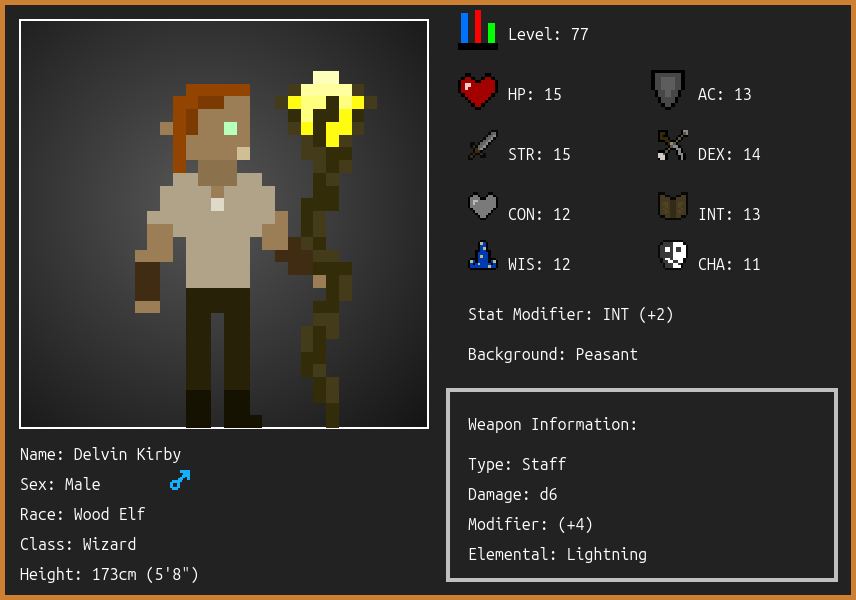 Level: 77
HP: 15 AC: 13
STR: 15 DEX: 14
CON: 12 INT: 13
WIS: 12 CHA: 11
Stat Modifier: INT (+2)
Background: Peasant
Weapon Information:
Type: Staff
Damage: d6
Modifier: (+4)
Elemental: Lightning
Name: Delvin Kirby
Sex: Male
Race: Wood Elf
Class: Wizard
Height: 173cm (5'8")